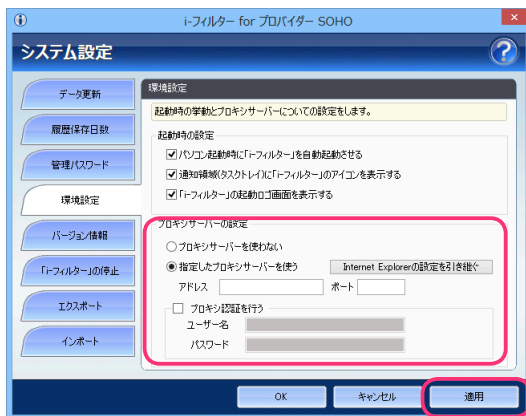 i-フィルター for プロバイダー SOHO
システム設定
データ更新
履歴保存日数
管理パスワード
環境設定
バージョン情報
「i-フィルター」の停止
エクスポート
インポート
環境設定
起動時の挙動とプロキシサーバーについての設定をします。
起動時の設定
パソコン起動時に「i-フィルター」を自動起動させる
通知領域(タスクトレイ)に「i-フィルター」のアイコンを表示する
「i-フィルター」の起動ロゴ画面を表示する
プロキシサーバーの設定
プロキシサーバーを使わない
指定したプロキシサーバーを使う Internet Explorerの設定を引き継ぐ
アドレス ポート
プロキシ認証を行う
ユーザー名
パスワード
OK キャンセル 適用